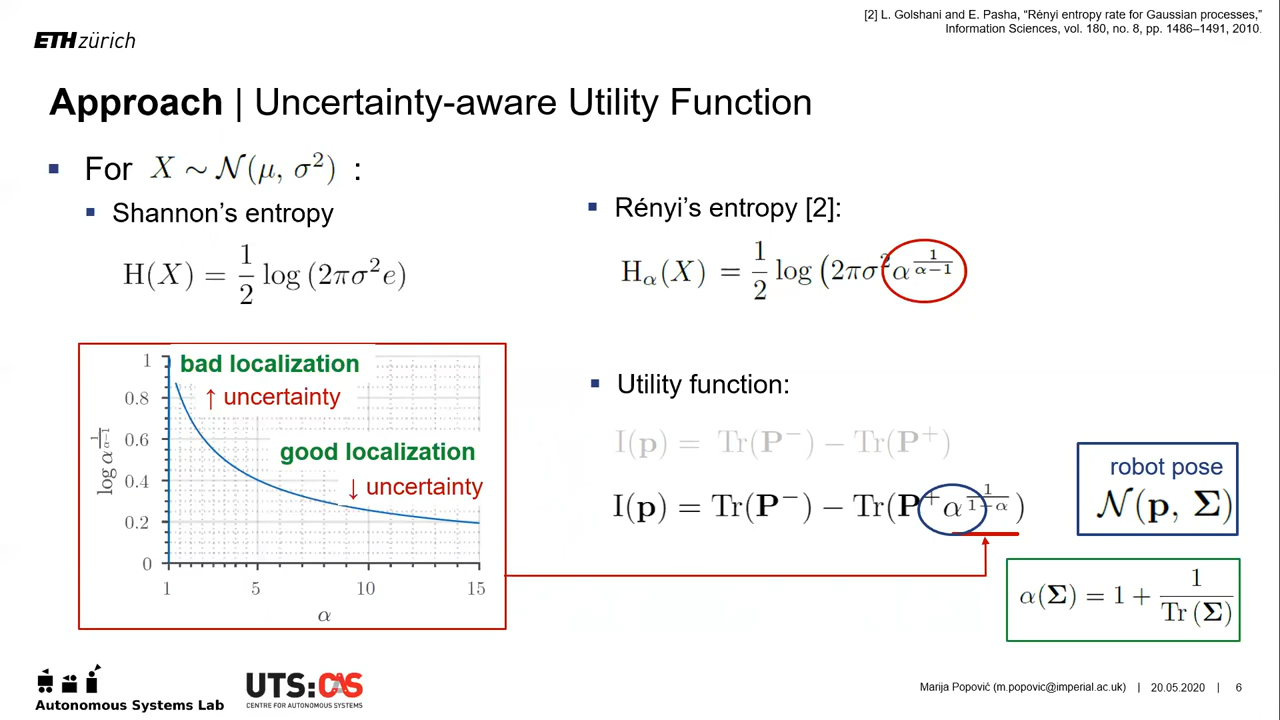 [2] L. Golshani and E. Pasha, “Rényi entropy rate for Gaussian processes,”
Information Sciences, vol. 180, no. 8, pp. 1486–1491, 2010.
ETH zürich
Approach | Uncertainty-aware Utility Function
▪ For X ∼ N(μ, σ²) :
▪ Shannon’s entropy
H(X) = 1/2 log (2πσ²e)
▪ Rényi’s entropy [2]:
H_α(X) = 1/2 log (2πσ²α^(1/(α−1))
bad localization
↑ uncertainty
good localization
↓ uncertainty
log α^(1/(α−1))
1
0.8
0.6
0.4
0.2
0
1 5 10 15
α
▪ Utility function:
I(p) = Tr(P⁻) − Tr(P⁺)
I(p) = Tr(P⁻) − Tr(P⁺α^(1/(1−α)))
robot pose
N(p, Σ)
α(Σ) = 1 + 1/Tr (Σ)
Autonomous Systems Lab
UTS:CAS
CENTRE FOR AUTONOMOUS SYSTEMS
Marija Popović (m.popovic@imperial.ac.uk) | 20.05.2020 | 6